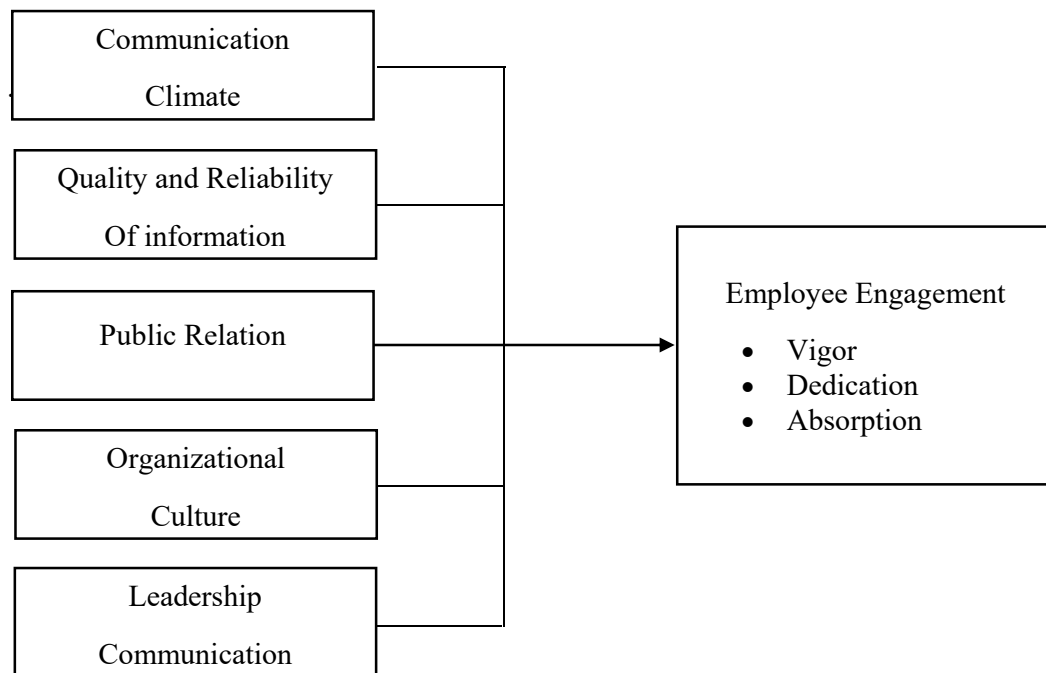 Communication
Climate
Quality and Reliability
Of information
Public Relation
Organizational
Culture
Leadership
Communication
Employee Engagement
• Vigor
• Dedication
• Absorption